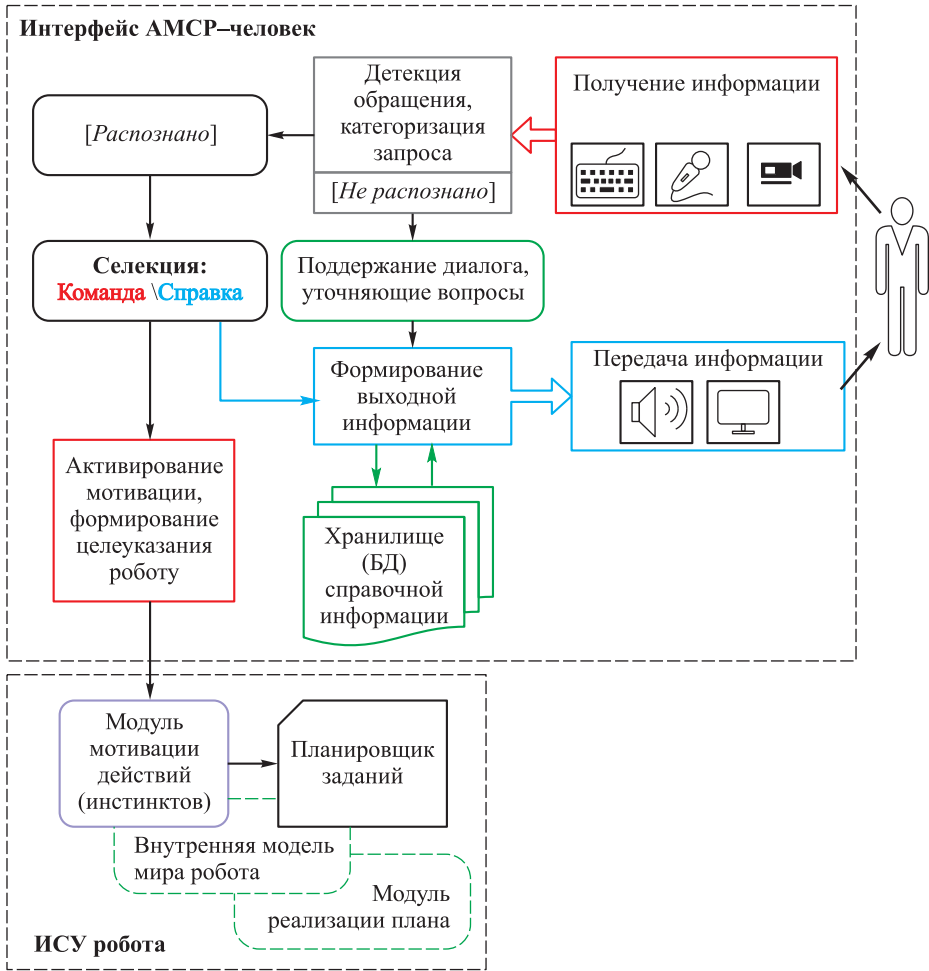 Интерфейс АМСР–человек
Детекция
обращения,
категоризация
запроса
[Не распознано]
Получение информации
[Распознано]
Селекция:
Команда \Справка
Поддержание диалога,
уточняющие вопросы
Формирование
выходной
информации
Передача информации
Активирование
мотивации,
формирование
целеуказания
роботу
Хранилище
(БД)
справочной
информации
Модуль
мотивации
действий
(инстинктов)
Планировщик
заданий
Внутренняя модель
мира робота
Модуль
реализации плана
ИСУ робота